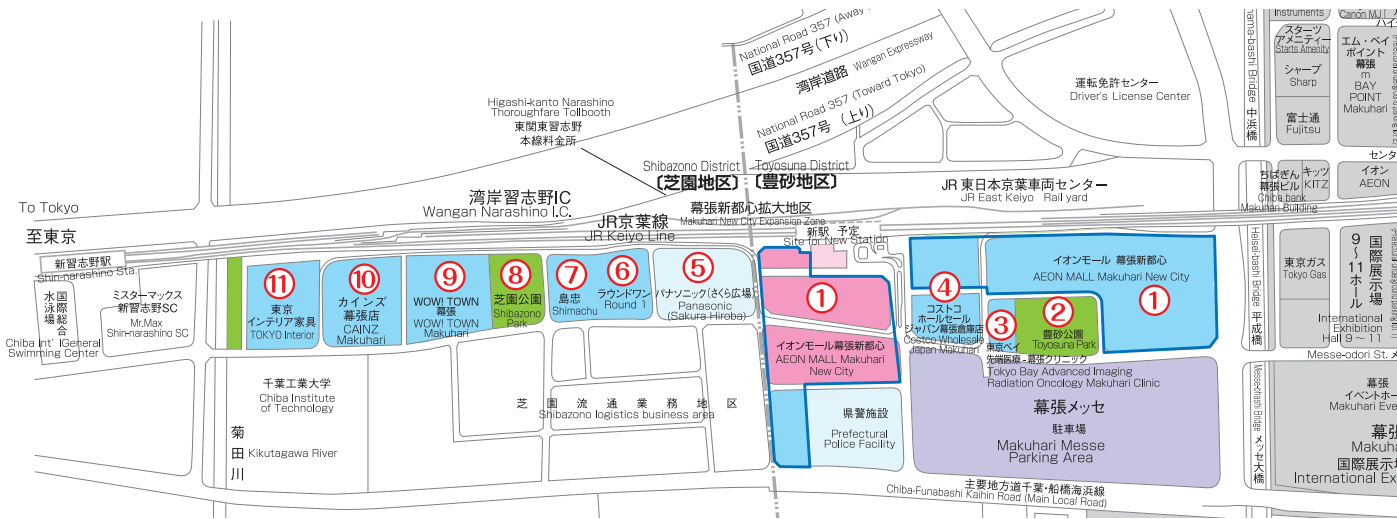 National Road 357 (Away
国道357号(下り)
湾岸道路 Wangan Expressway
National Road 357 (Toward Tokyo)
国道357号 (上り)
Higashi-kanto Narashino
Thoroughfare Tollbooth
東関東習志野
本線料金所
運転免許センター
Driver's License Center
Shibazono District
Toyosuna District
〔芝園地区〕
〔豊砂地区〕
湾岸習志野IC
Wangan Narashino I.C.
JR京葉線
JR Keiyo Line
幕張新都心拡大地区
Makuhari New City Expansion Zone
JR 東日本京葉車両センター
JR East Keiyo Rail yard
新駅 予定
Site for New Station
To Tokyo
至東京
新習志野駅
Shin-narashino Sta.
国際総合
水泳場
Chiba Int' lGeneral
Swimming Center
ミスターマックス
新習志野SC
Mr.Max
Shin-narashino SC
⑪
東京
インテリア家具
TOKYO Interior
⑩
カインズ
幕張店
CAINZ
Makuhari
⑨
WOW! TOWN
幕張
WOW! TOWN
Makuhari
⑧
芝園公園
Shibazono
Park
⑦
島忠
Shimachu
⑥
ラウンドワン
Round 1
⑤
パナソニック(さくら広場)
Panasonic
(Sakura Hiroba)
①
イオンモール幕張新都心
AEON MALL Makuhari
New City
④
コストコ
ホールセール
ジャパン幕張倉庫店
Costco Wholesale
Japan Makuhari
③
東京ベイ
先端医療・幕張クリニック
Tokyo Bay Advanced Imaging
Radiation Oncology Makuhari Clinic
②
豊砂公園
Toyosuna Park
イオンモール 幕張新都心
AEON MALL Makuhari New City
①
千葉工業大学
Chiba Institute
of Technology
菊田川
Kikutagawa River
芝園流通業務地区
Shibazono logistics business area
県警施設
Prefectural
Police Facility
幕張メッセ
駐車場
Makuhari Messe
Parking Area
主要地方道千葉・船橋海浜線
Chiba-Funabashi Kaihin Road (Main Local Road)
hama-bashi Bridge 中浜橋
Heisei-bashi Bridge 平成橋
Messe-ohashi Bridge メッセ大橋
Instruments
Canon MJ
スターツ
アメニティー
Starts Amenity
シャープ
Sharp
富士通
Fujitsu
エム・ベイ
ポイント
幕張
m
BAY
POINT
Makuhari
センタ
ちばぎん
幕張ビル
Chiba bank
Makuhari Building
キッツ
KITZ
イオン
AEON
東京ガス
Tokyo Gas
国際展示場
9〜11ホール
International
Exhibition
Hall 9〜11
Messe-odori St. メ
幕張
イベントホー
Makuhari Eve
幕張
Makuha
国際展示場
International Ex